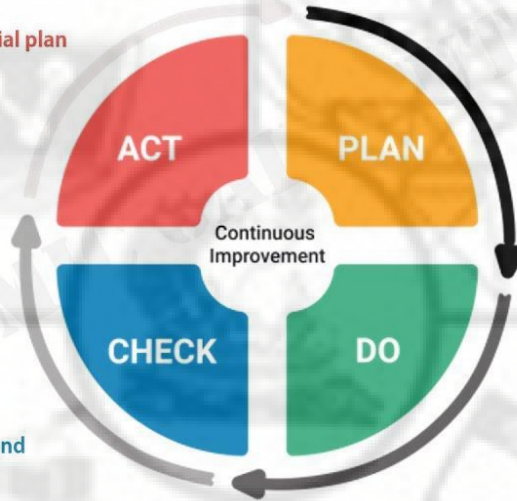 ial plan
ACT
PLAN
Continuous
Improvement
CHECK
DO
nd